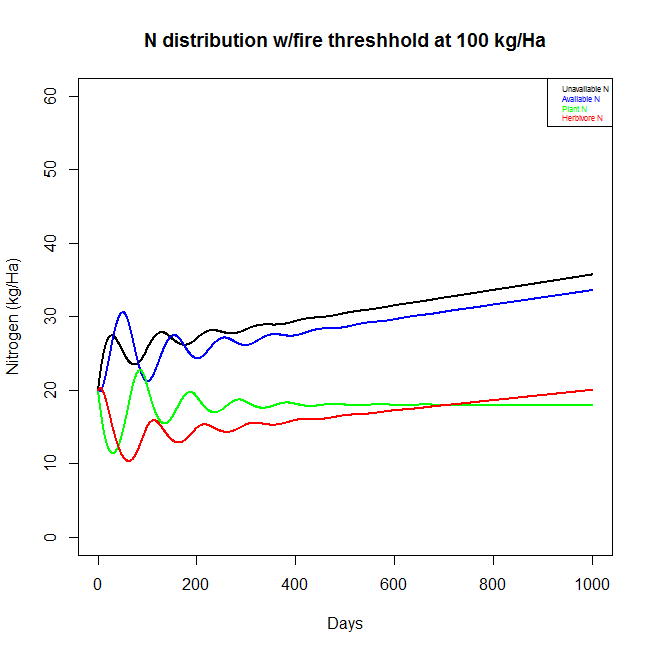 N distribution w/fire threshhold at 100 kg/Ha
Unavailable N
Available N
Plant N
Herbivore N
60
50
40
30
20
10
0
Nitrogen (kg/Ha)
0 200 400 600 800 1000
Days